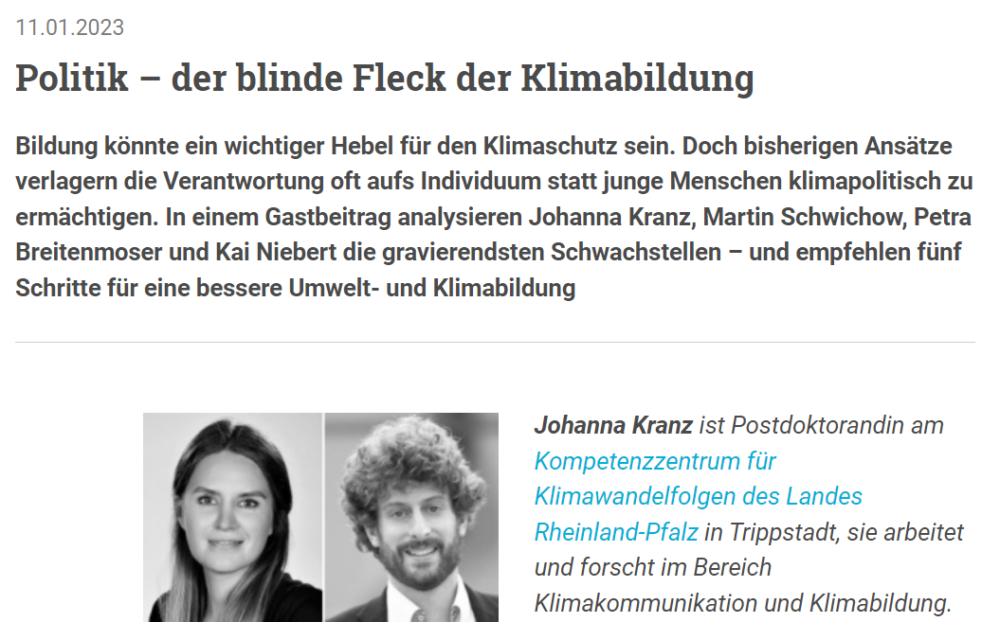 11.01.2023
Politik – der blinde Fleck der Klimabildung
Bildung könnte ein wichtiger Hebel für den Klimaschutz sein. Doch bisherigen Ansätze
verlagern die Verantwortung oft aufs Individuum statt junge Menschen klimapolitisch zu
ermächtigen. In einem Gastbeitrag analysieren Johanna Kranz, Martin Schwichow, Petra
Breitenmoser und Kai Niebert die gravierendsten Schwachstellen – und empfehlen fünf
Schritte für eine bessere Umwelt- und Klimabildung
Johanna Kranz ist Postdoktorandin am
Kompetenzzentrum für
Klimawandelfolgen des Landes
Rheinland-Pfalz in Trippstadt, sie arbeitet
und forscht im Bereich
Klimakommunikation und Klimabildung.